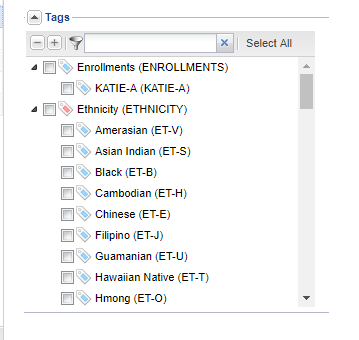 Tags
Select All
Enrollments (ENROLLMENTS)
KATIE-A (KATIE-A)
Ethnicity (ETHNICITY)
Amerasian (ET-V)
Asian Indian (ET-S)
Black (ET-B)
Cambodian (ET-H)
Chinese (ET-E)
Filipino (ET-J)
Guamanian (ET-U)
Hawaiian Native (ET-T)
Hmong (ET-O)